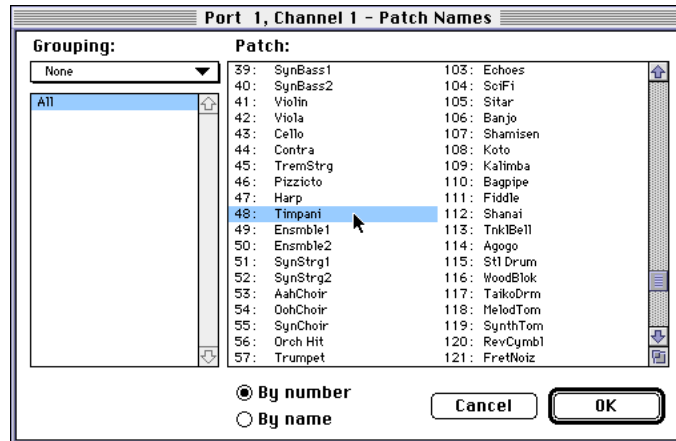 Port 1, Channel 1 - Patch Names
Grouping:
None
All
Patch:
39: SynBass1
40: SynBass2
41: Violin
42: Viola
43: Cello
44: Contra
45: TremStrg
46: Pizzicto
47: Harp
48: Timpani
49: Ensmble1
50: Ensmble2
51: SynStrg1
52: SynStrg2
53: AahChoir
54: OohChoir
55: SynChoir
56: Orch Hit
57: Trumpet
103: Echoes
104: SciFi
105: Sitar
106: Banjo
107: Shamisen
108: Koto
109: Kalimba
110: Bagpipe
111: Fiddle
112: Shanai
113: TnklBell
114: Agogo
115: Stl Drum
116: WoodBlok
117: TaikoDrm
118: MelodTom
119: SynthTom
120: RevCymbl
121: FretNoiz
By number
By name
Cancel
OK